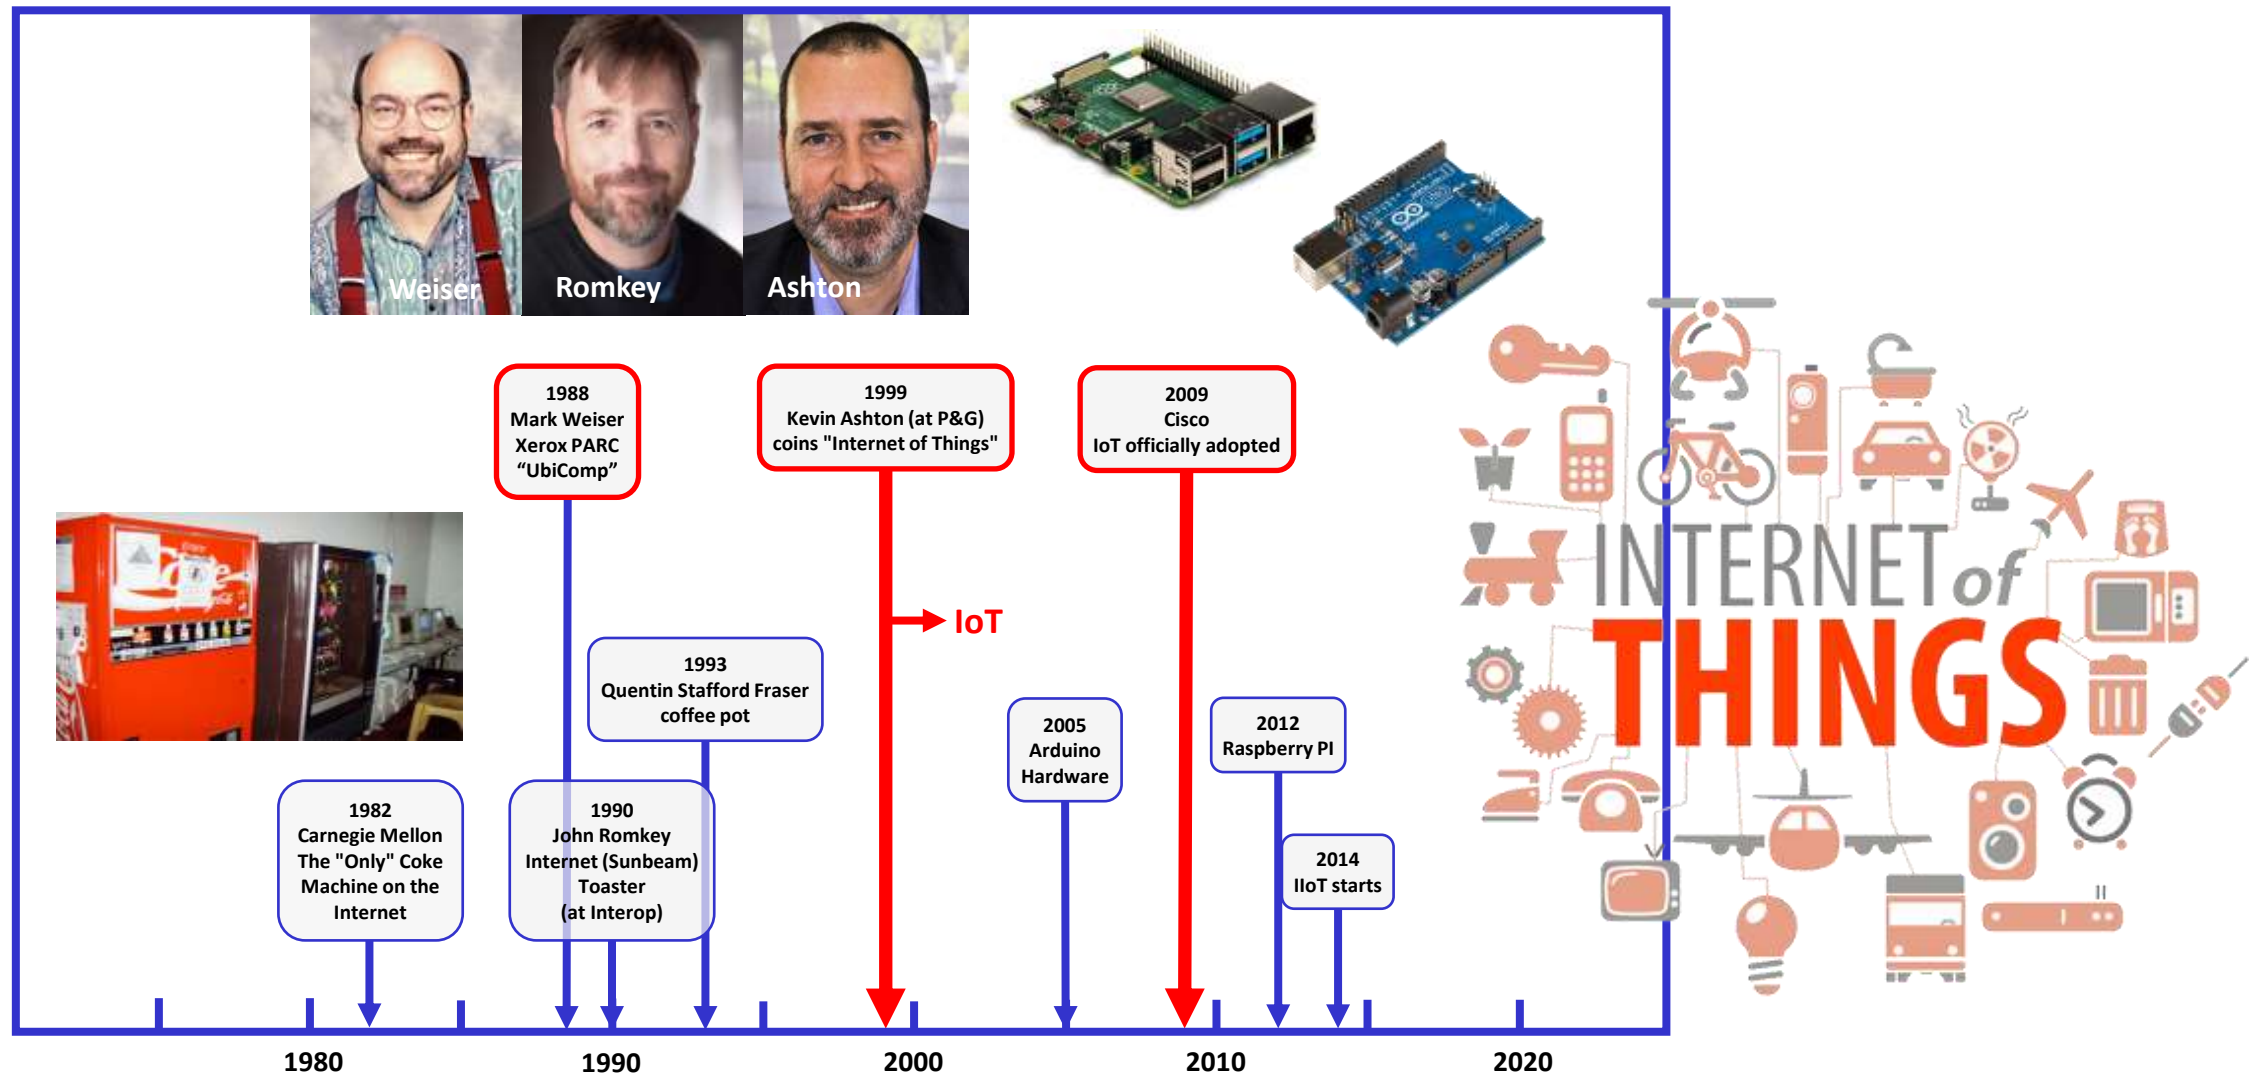 Weiser
Romkey
Ashton
1988
Mark Weiser
Xerox PARC
“UbiComp”
1999
Kevin Ashton (at P&G)
coins "Internet of Things"
2009
Cisco
IoT officially adopted
IoT
1993
Quentin Stafford Fraser
coffee pot
2005
Arduino
Hardware
2012
Raspberry PI
1982
Carnegie Mellon
The "Only" Coke
Machine on the
Internet
1990
John Romkey
Internet (Sunbeam)
Toaster
(at Interop)
2014
IIoT starts
INTERNET of
THINGS
1980
1990
2000
2010
2020